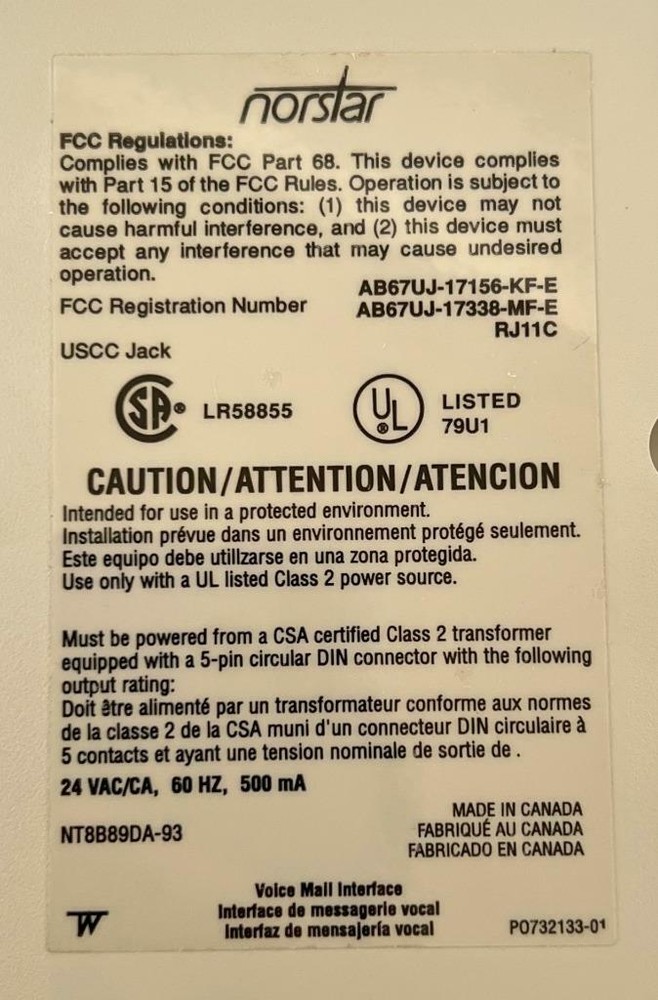 norstar
FCC Regulations:
Complies with FCC Part 68. This device complies
with Part 15 of the FCC Rules. Operation is subject to
the following conditions: (1) this device may not
cause harmful interference, and (2) this device must
accept any interference that may cause undesired
operation.
AB67UJ-17156-KF-E
FCC Registration Number AB67UJ-17338-MF-E
RJ11C
USCC Jack
SA® LR58855
UL® LISTED
79U1
CAUTION/ATTENTION/ATENCION
Intended for use in a protected environment.
Installation prévue dans un environnement protégé seulement.
Este equipo debe utilizarse en una zona protegida.
Use only with a UL listed Class 2 power source.
Must be powered from a CSA certified Class 2 transformer
equipped with a 5-pin circular DIN connector with the following
output rating:
Doit être alimenté par un transformateur conforme aux normes
de la classe 2 de la CSA muni d'un connecteur DIN circulaire à
5 contacts et ayant une tension nominale de sortie de .
24 VAC/CA, 60 HZ, 500 mA
MADE IN CANADA
NT8B89DA-93 FABRIQUÉ AU CANADA
FABRICADO EN CANADA
Voice Mail Interface
Interface de messagerie vocal
Interfaz de mensajería vocal
P0732133-01